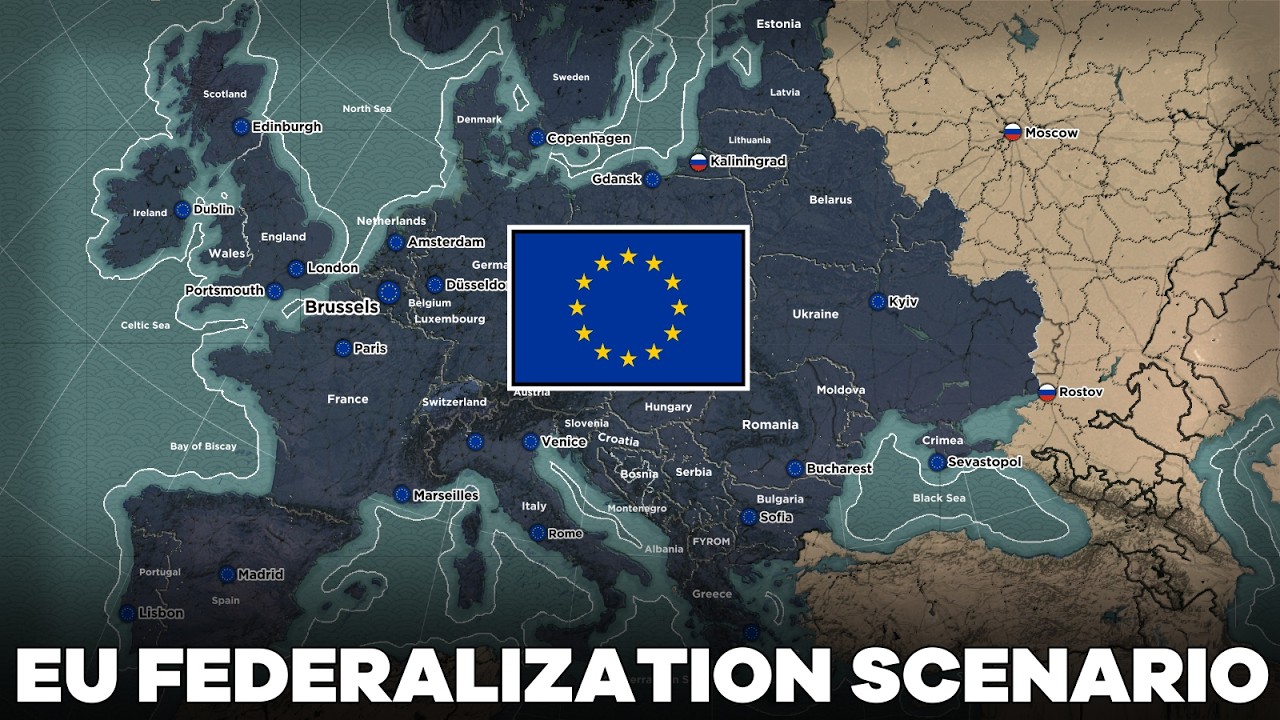 Estonia
Sweden
Scotland
Latvia
North Sea
Denmark
Edinburgh
Copenhagen
Moscow
Lithuania
Kaliningrad
Gdansk
Belarus
Ireland
Dublin
Netherlands
England
Amsterdam
Wales
London
Germa
Portsmouth
Düsseldo
Brussels
Belgium
Kyiv
Luxembourg
Ukraine
Celtic Sea
Paris
Moldova
Austria
Rostov
France
Switzerland
Hungary
Slovenia
Romania
Croatia
Crimea
Venice
Bay of Biscay
Bosnia
Serbia
Bucharest
Sevastopol
Marseilles
Bulgaria
Black Sea
Italy
Montenegro
Sofia
Rome
FYROM
Albania
Portugal
Madrid
Spain
Greece
Lisbon
EU FEDERALIZATION SCENARIO